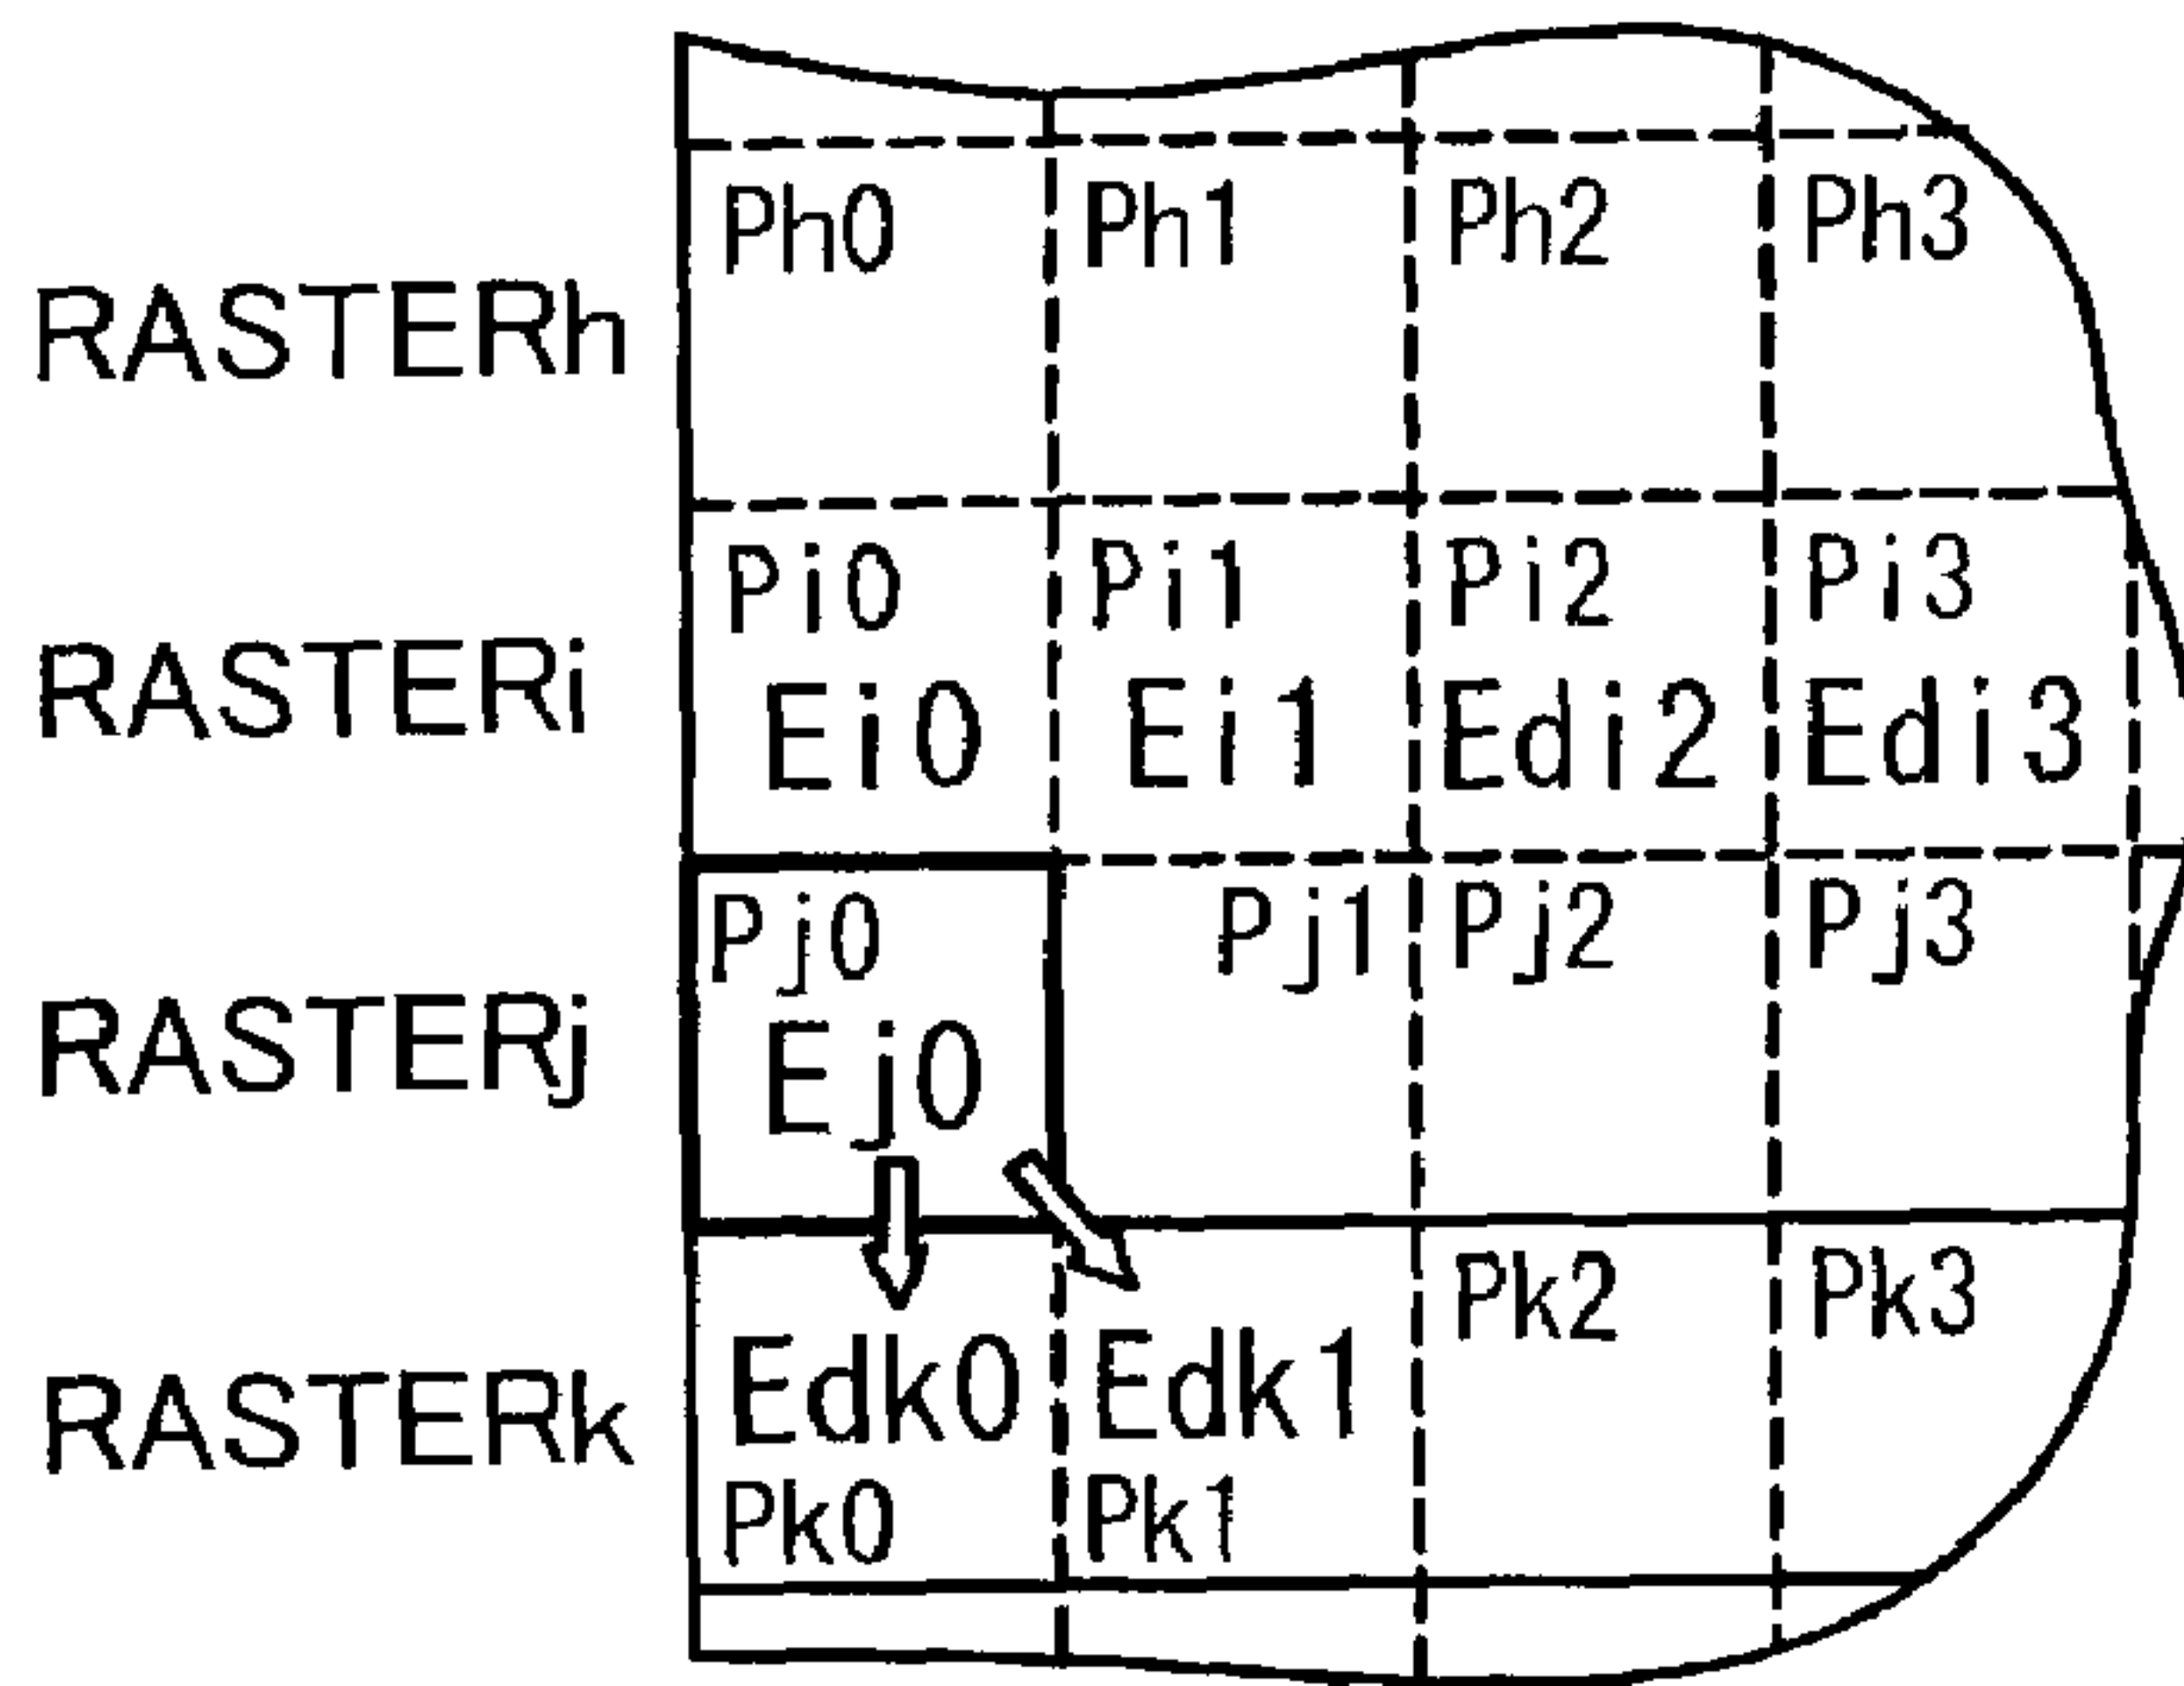 Ph0 Ph1 Ph2 Ph3
RASTERh
Pi0 Pi1 Pi2 Pi3
RASTERi Ei0 Ei1 Edi2 Edi3
Pj0 Pj1 Pj2 Pj3
RASTERj Ej0
Pk2 Pk3
RASTERk Edk0 Edk1
Pk0 Pk1